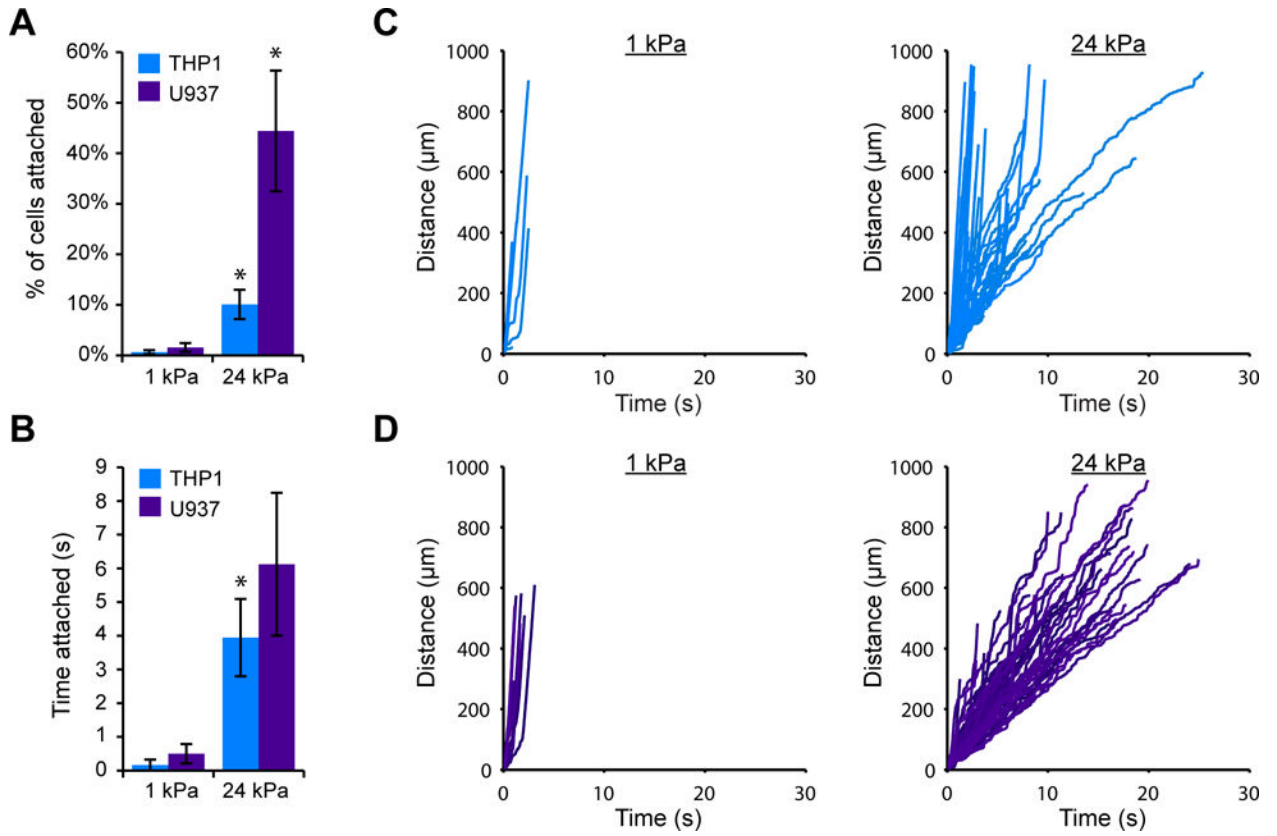 A
60%
50%
40%
30%
20%
10%
0%
% of cells attached
THP1
U937
*
*
1 kPa
24 kPa
B
9
8
7
6
5
4
3
2
1
0
Time attached (s)
THP1
U937
*
1 kPa
24 kPa
C
1 kPa
1000
800
600
400
200
0
Distance (µm)
0
10
20
30
Time (s)
24 kPa
1000
800
600
400
200
0
Distance (µm)
0
10
20
30
Time (s)
D
1 kPa
1000
800
600
400
200
0
Distance (µm)
0
10
20
30
Time (s)
24 kPa
1000
800
600
400
200
0
Distance (µm)
0
10
20
30
Time (s)